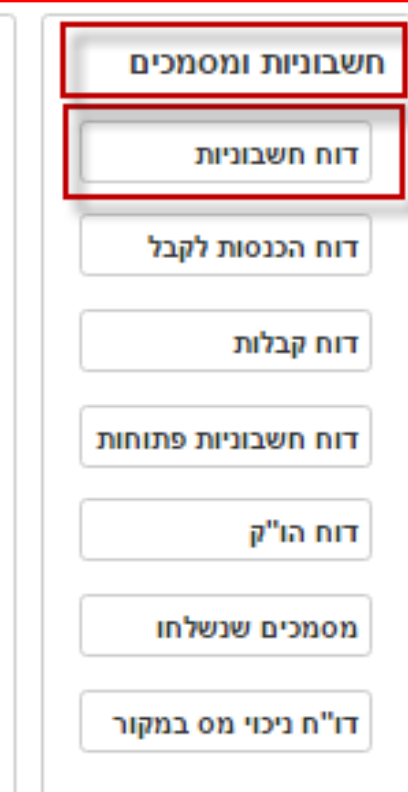 חשבוניות ומסמכים
דוח חשבוניות
דוח הכנסות לקבל
דוח קבלות
דוח חשבוניות פתוחות
דוח הו"ק
מסמכים שנשלחו
דו"ח ניכוי מס במקור